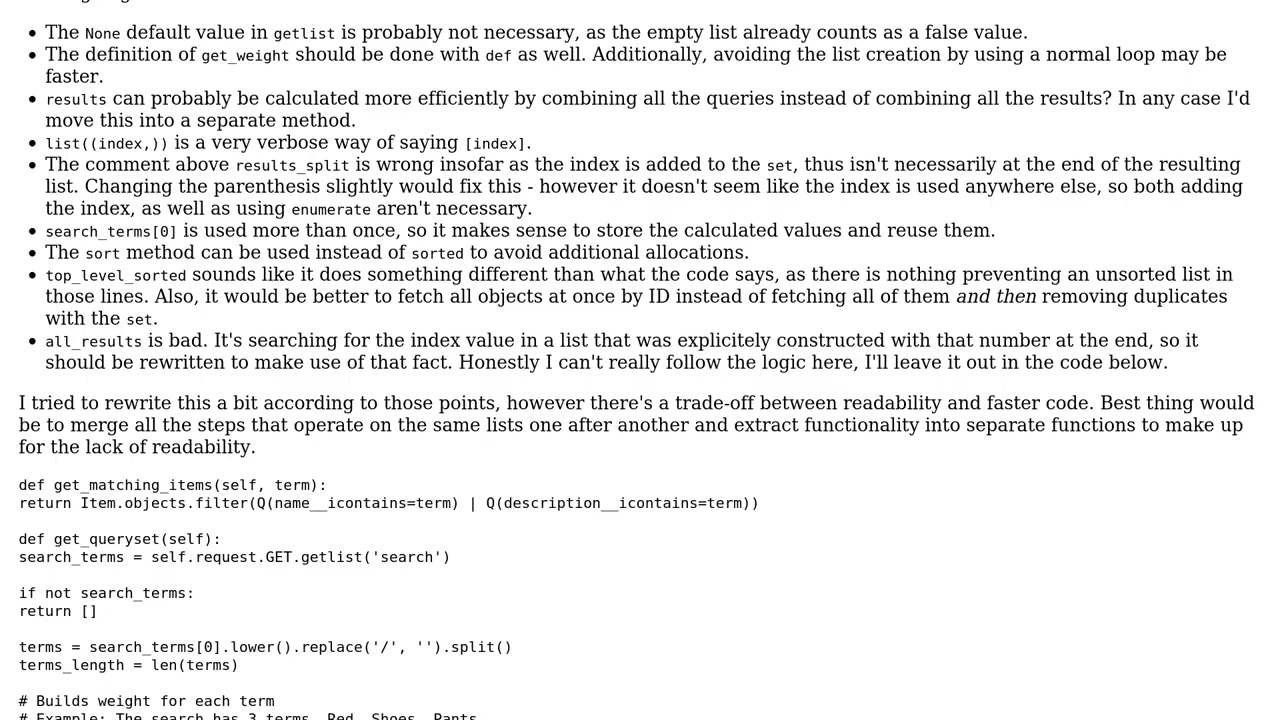 The None default value in getlist is probably not necessary, as the empty list already counts as a false value.
The definition of get_weight should be done with def as well. Additionally, avoiding the list creation by using a normal loop may be
faster.
results can probably be calculated more efficiently by combining all the queries instead of combining all the results? In any case I'd
move this into a separate method.
list((index,)) is a very verbose way of saying [index].
The comment above results_split is wrong insofar as the index is added to the set, thus isn't necessarily at the end of the resulting
list. Changing the parenthesis slightly would fix this - however it doesn't seem like the index is used anywhere else, so both adding
the index, as well as using enumerate aren't necessary.
search_terms[0] is used more than once, so it makes sense to store the calculated values and reuse them.
The sort method can be used instead of sorted to avoid additional allocations.
top_level_sorted sounds like it does something different than what the code says, as there is nothing preventing an unsorted list in
those lines. Also, it would be better to fetch all objects at once by ID instead of fetching all of them and then removing duplicates
with the set.
all_results is bad. It's searching for the index value in a list that was explicitly constructed with that number at the end, so it
should be rewritten to make use of that fact. Honestly I can't really follow the logic here, I'll leave it out in the code below.
I tried to rewrite this a bit according to those points, however there's a trade-off between readability and faster code. Best thing would
be to merge all the steps that operate on the same lists one after another and extract functionality into separate functions to make up
for the lack of readability.
def get_matching_items(self, term):
return Item.objects.filter(Q(name__icontains=term) | Q(description__icontains=term))
def get_queryset(self):
search_terms = self.request.GET.getlist('search')
if not search_terms:
return []
terms = search_terms[0].lower().replace('/', '').split()
terms_length = len(terms)
# Builds weight for each term
# Example: The search has 3 terms, Red, Shoes, Pants